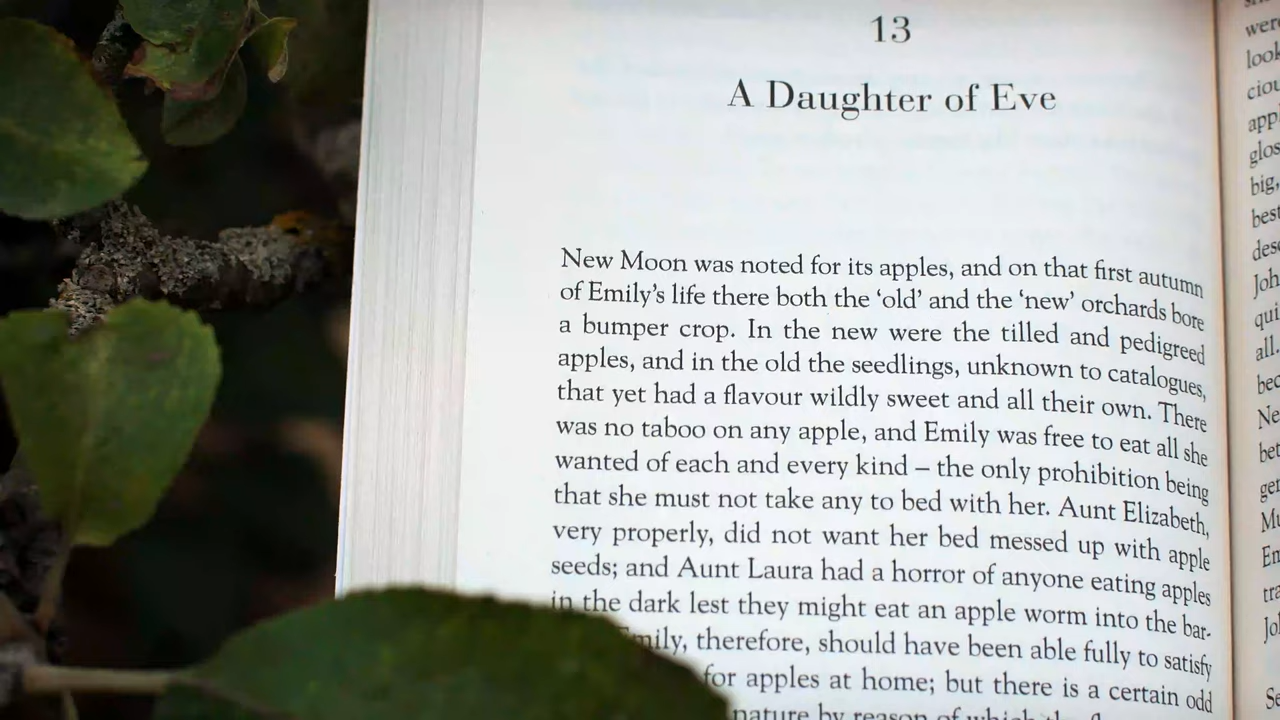 13
A Daughter of Eve
New Moon was noted for its apples, and on that first autumn
of Emily's life there both the 'old' and the 'new' orchards bore
a bumper crop. In the new were the tilled and pedigreed
apples, and in the old the seedlings, unknown to catalogues,
that yet had a flavour wildly sweet and all their own. There
was no taboo on any apple, and Emily was free to eat all she
wanted of each and every kind – the only prohibition being
that she must not take any to bed with her. Aunt Elizabeth,
very properly, did not want her bed messed up with apple
seeds; and Aunt Laura had a horror of anyone eating apples
in the dark lest they might eat an apple worm into the bar-
Emily, therefore, should have been able fully to satisfy
for apples at home; but there is a certain odd
nature by reason of which the